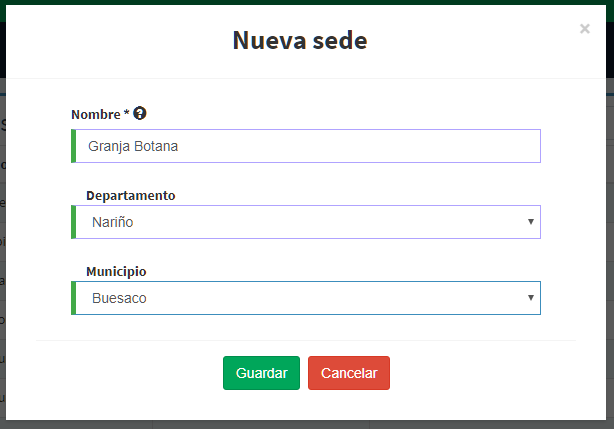 Nueva sede
×
Nombre *
Granja Botana
Departamento
Nariño
Municipio
Buesaco
Guardar Cancelar